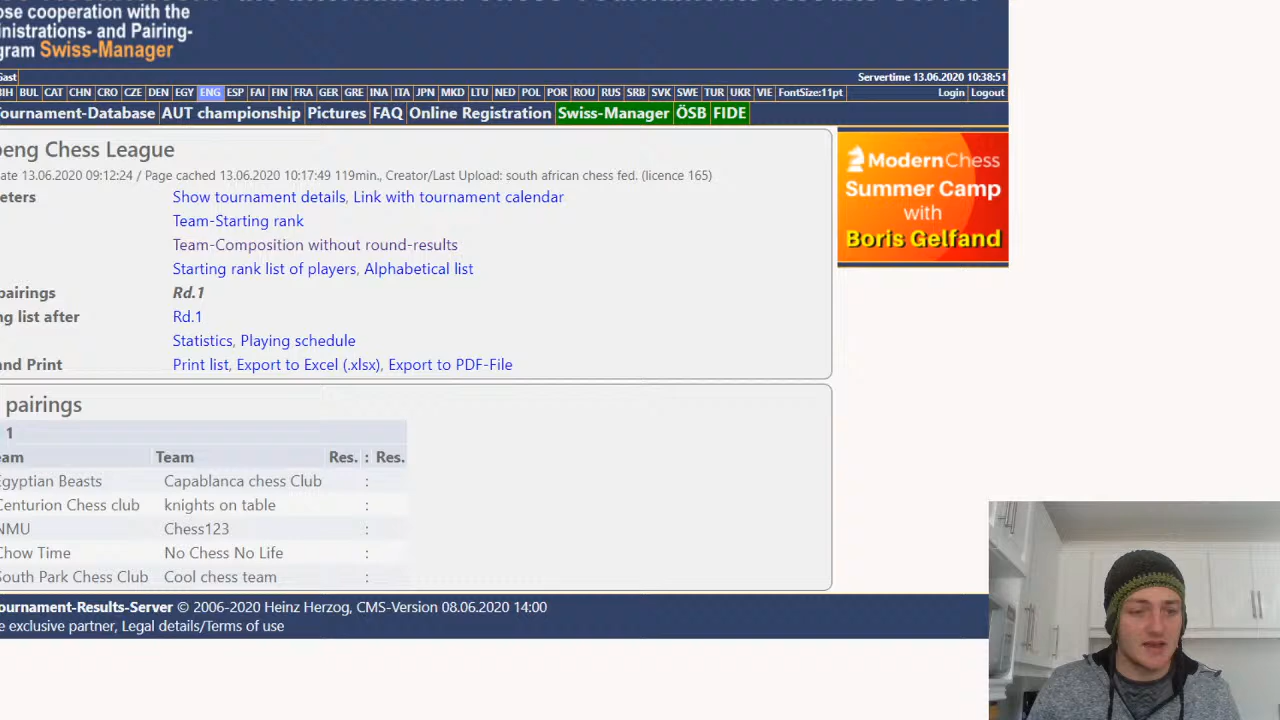 ose cooperation with the
inistrations- and Pairing-
gram Swiss-Manager
Gast
Servertime 13.06.2020 10:38:51
BIH BUL CAT CHN CRO CZE DEN EGY ENG ESP FAI FIN FRA GER GRE INA ITA JPN MKD LTU NED POL POR ROU RUS SRB SVK SWE TUR UKR VIE FontSize:11pt
Login Logout
ournament-Database AUT championship Pictures FAQ Online Registration Swiss-Manager ÖSB FIDE
peng Chess League
ate 13.06.2020 09:12:24 / Page cached 13.06.2020 10:17:49 119min., Creator/Last Upload: south african chess fed. (licence 165)
eters Show tournament details, Link with tournament calendar
Team-Starting rank
Team-Composition without round-results
Starting rank list of players, Alphabetical list
pairings Rd.1
ng list after Rd.1
Statistics, Playing schedule
and Print Print list, Export to Excel (.xlsx), Export to PDF-File
ModernChess
Summer Camp
with
Boris Gelfand
pairings
1
eam Team Res. : Res.
Egyptian Beasts Capablanca chess Club :
Centurion Chess club knights on table :
NMU Chess123 :
Chow Time No Chess No Life :
South Park Chess Club Cool chess team :
ournament-Results-Server © 2006-2020 Heinz Herzog, CMS-Version 08.06.2020 14:00
e exclusive partner, Legal details/Terms of use